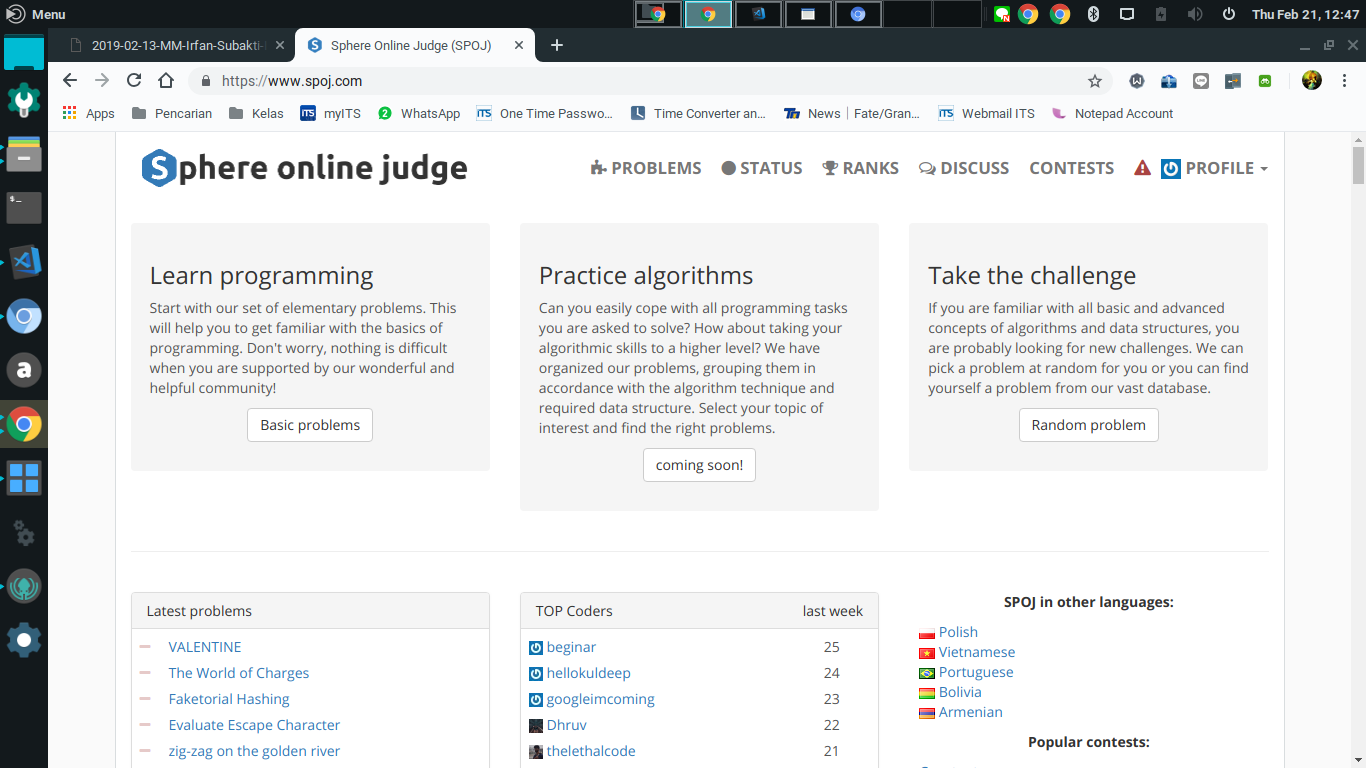 Menu
Thu Feb 21, 12:47
2019-02-13-MM-Irfan-Subakti-
Sphere Online Judge (SPOJ)
https://www.spoj.com
Apps
Pencarian
Kelas
ITS myITS
2 WhatsApp
ITS One Time Passwo...
Time Converter an...
News | Fate/Gran...
ITS Webmail ITS
Notepad Account
Sphere online judge
PROBLEMS
STATUS
RANKS
DISCUSS
CONTESTS
PROFILE
Learn programming
Start with our set of elementary problems. This
will help you to get familiar with the basics of
programming. Don't worry, nothing is difficult
when you are supported by our wonderful and
helpful community!
Basic problems
Practice algorithms
Can you easily cope with all programming tasks
you are asked to solve? How about taking your
algorithmic skills to a higher level? We have
organized our problems, grouping them in
accordance with the algorithm technique and
required data structure. Select your topic of
interest and find the right problems.
coming soon!
Take the challenge
If you are familiar with all basic and advanced
concepts of algorithms and data structures, you
are probably looking for new challenges. We can
pick a problem at random for you or you can find
yourself a problem from our vast database.
Random problem
Latest problems
VALENTINE
The World of Charges
Faketorial Hashing
Evaluate Escape Character
zig-zag on the golden river
TOP Coders last week
beginar 25
hellokuldeep 24
googleimcoming 23
Dhruv 22
thelethalcode 21
SPOJ in other languages:
Polish
Vietnamese
Portuguese
Bolivia
Armenian
Popular contests: